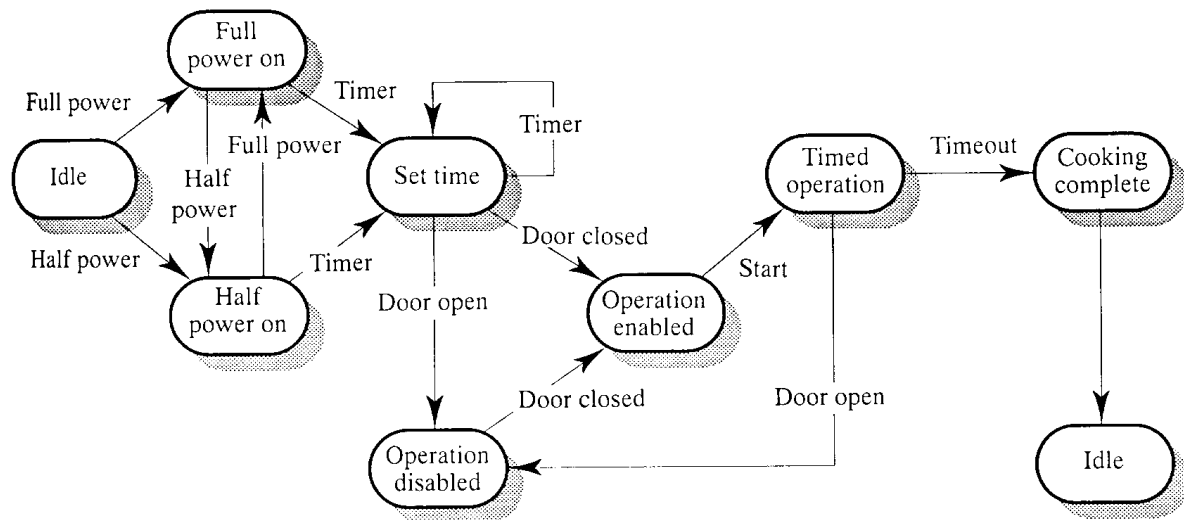 Full
power on
Full power
Timer
Timer
Full power
Idle
Half
power
Set time
Timed
operation
Timeout
Cooking
complete
Half power
Timer
Door closed
Start
Half
power on
Door open
Operation
enabled
Door closed
Door open
Operation
disabled
Idle